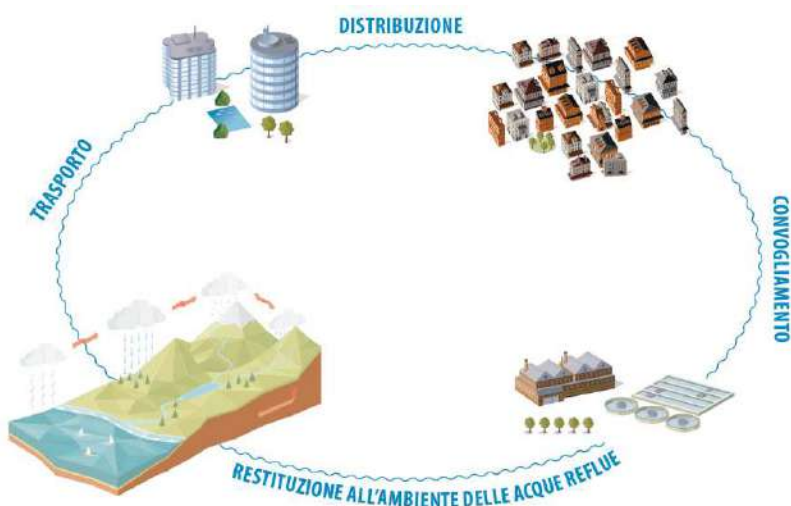 DISTRIBUZIONE
TRASPORTO
CONVOGLIAMENTO
RESTITUZIONE ALL'AMBIENTE DELLE ACQUE REFLUE